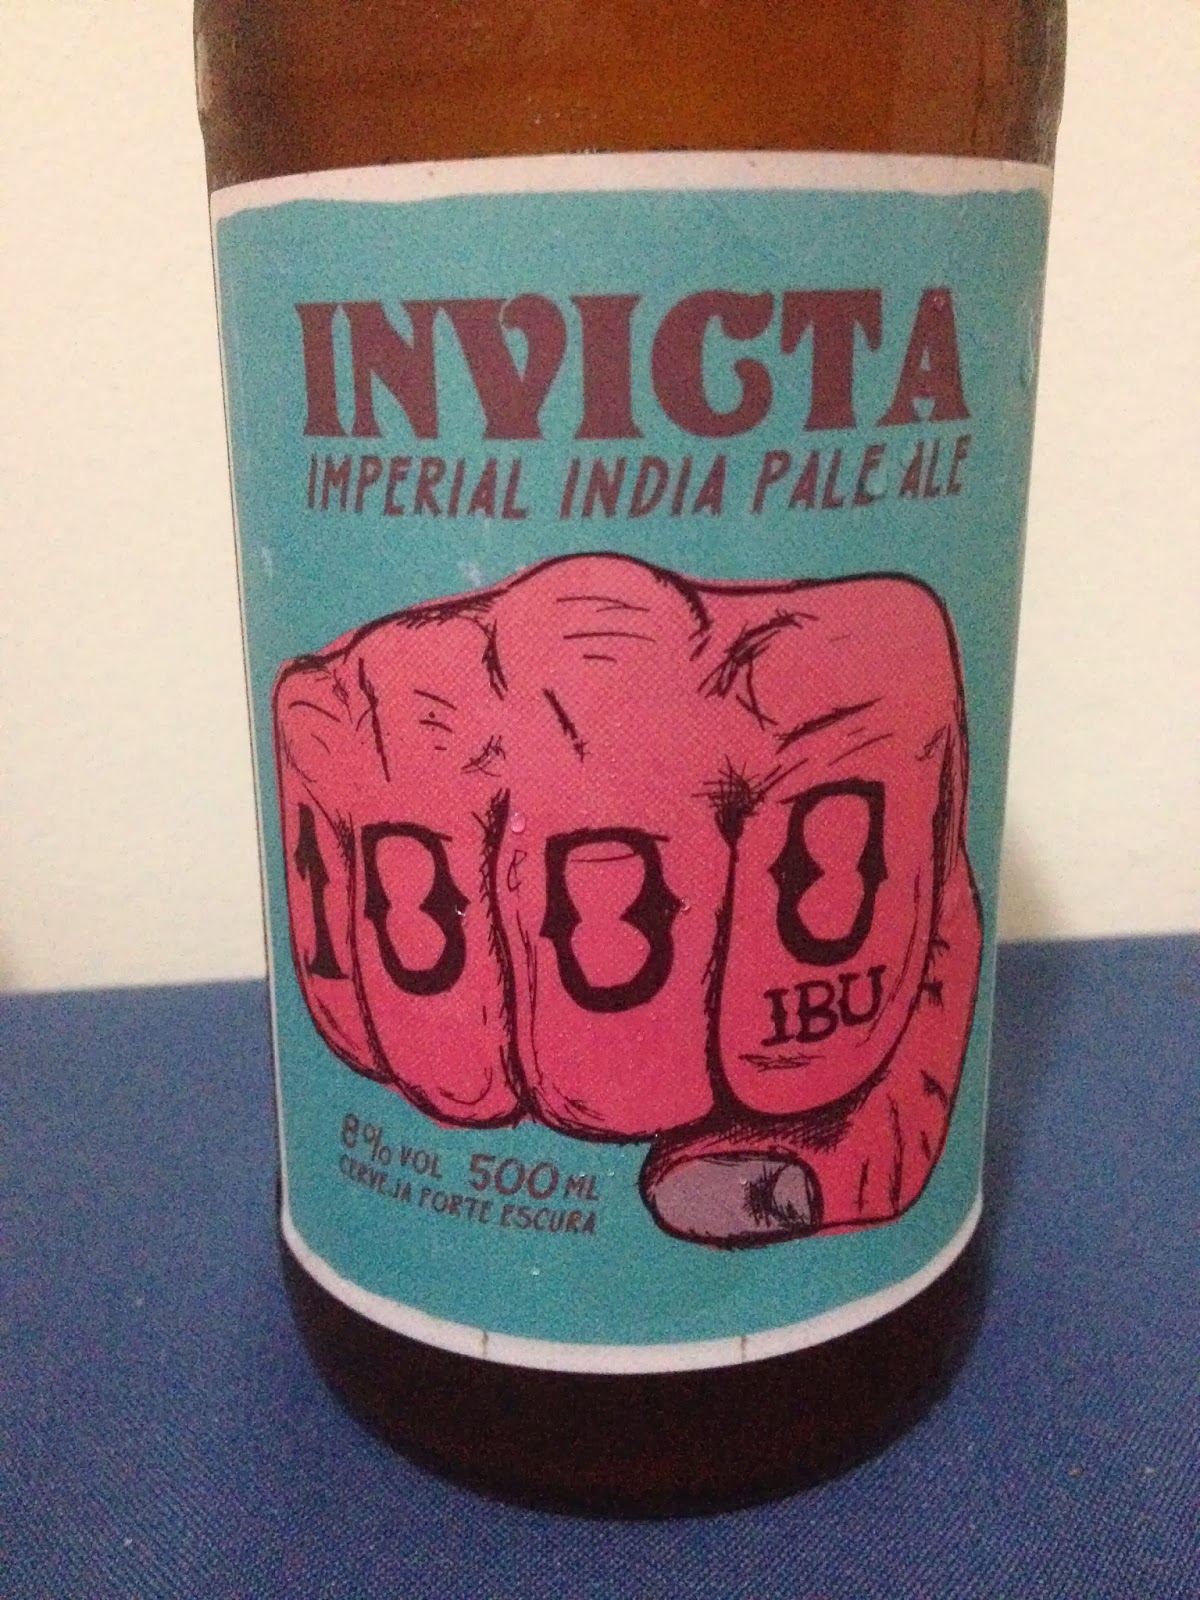 INVICTA
IMPERIAL INDIA PALE ALE
1000
IBU
8% VOL 500 ML
CERVEJA FORTE ESCURA